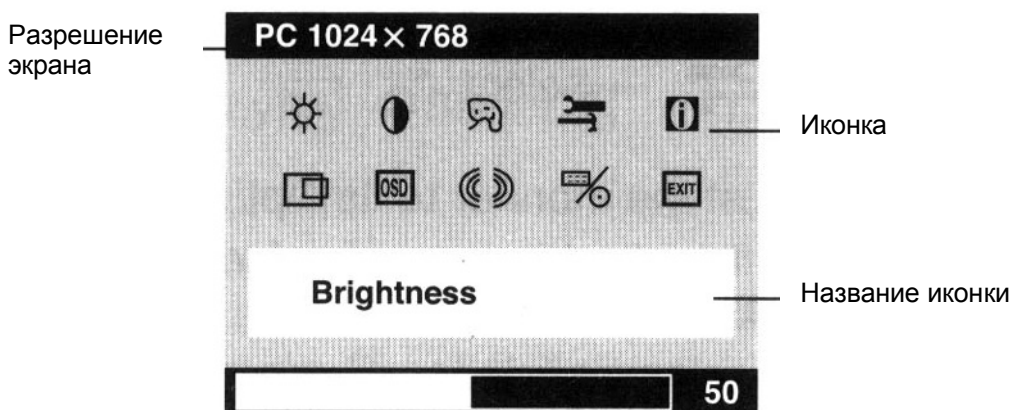 Разрешение
экрана
PC 1024 × 768
Иконка
OSD
EXIT
Brightness
Название иконки
50